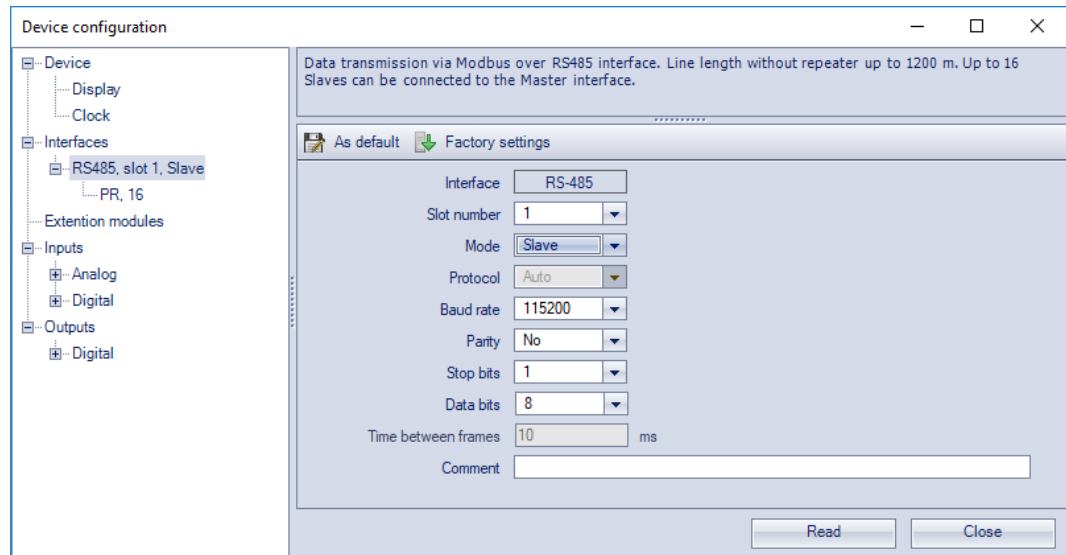 Device configuration
Device
Display
Clock
Interfaces
RS485, slot 1, Slave
PR, 16
Extention modules
Inputs
Analog
Digital
Outputs
Digital
Data transmission via Modbus over RS485 interface. Line length without repeater up to 1200 m. Up to 16
Slaves can be connected to the Master interface.
As default Factory settings
Interface RS-485
Slot number 1
Mode Slave
Protocol Auto
Baud rate 115200
Parity No
Stop bits 1
Data bits 8
Time between frames 10 ms
Comment
Read Close